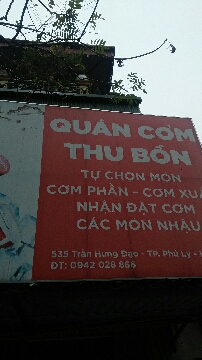 QUÁN CƠM
THU BỒN
TỰ CHỌN MÓN
CƠM PHẦN - CƠM XUẤ
NHẬN ĐẶT CƠM
CÁC MÓN NHẬU
535 Trần Hưng Đạo - TP. Phủ Lý - H
ĐT: 0942 028 868